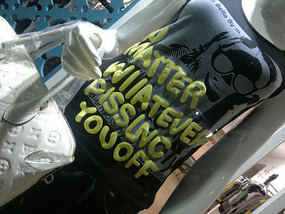 MATTER
WHATEVER
PISSING
YOU OFF